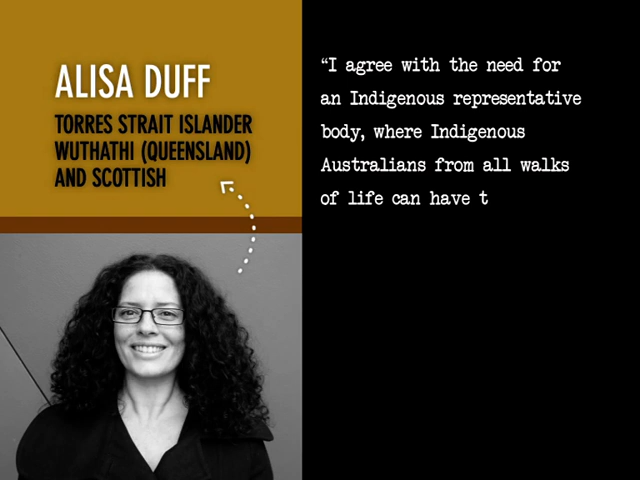 ALISA DUFF
TORRES STRAIT ISLANDER
WUTHATHI (QUEENSLAND)
AND SCOTTISH
“I agree with the need for
an Indigenous representative
body, where Indigenous
Australians from all walks
of life can have t